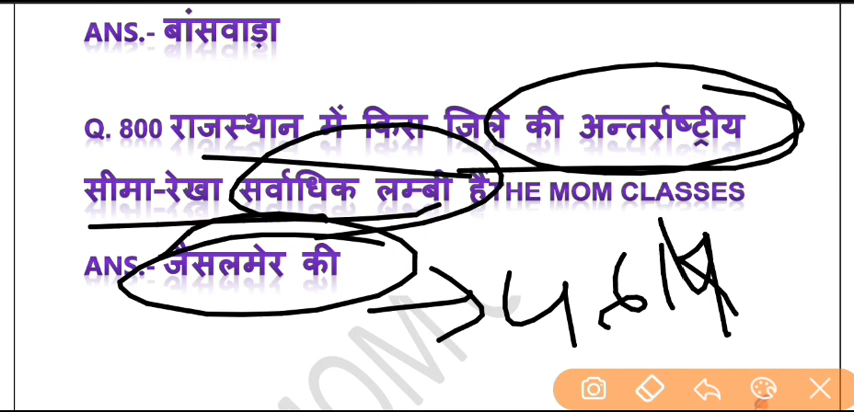 ANS.- बांसवाड़ा
Q. 800 राजस्थान में किस ज़िले की अन्तर्राष्ट्रीय
सीमा-रेखा सर्वाधिक लम्बी है THE MOM CLASSES
ANS.- जैसलमेर की